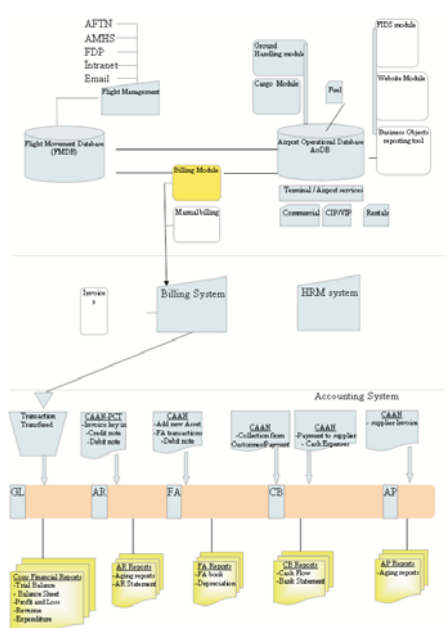 AFTN
AMHS
FDP
Intranet
Email
Flight Management
Ground
Handling module
Cargo Module
Fuel
FIDS module
Website Module
Business Objects
reporting tool
Flight Movement Database
(FMDB)
Airport Operational Database
AoDB
Billing Module
Manual billing
Terminal / Airport services
Commercial
CIP/VIP
Rentals
Invoice
s
Billing System
HRM system
Accounting System
Transaction
Transfered
CAAN-PCT
-Invoice key in
-Credit note
-Debit note
CAAN
-Add new Asset
-FA transactions
-Debit note
CAAN
-Collection from
CustomerPayment
CAAN
-Payment to supplier
- Cash Expenses
CAAN
- supplier Invoice
GL
AR
FA
CB
AP
Cons Financial Reports
-Trial Balance
- Balance Sheet
-Profit and Loss
-Revenue
-Expenditure
AR Reports
-Aging reports
-AR Statement
FA Reports
-FA book
-Depreciation
CB Reports
-Cash Flow
-Bank Statement
AP Reports
-Aging reports